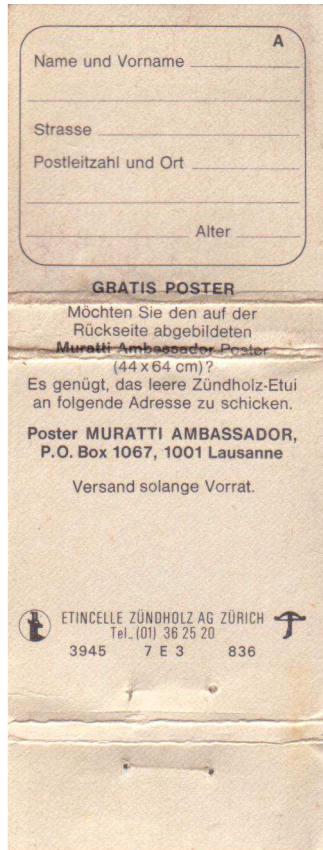 A
Name und Vorname
Strasse
Postleitzahl und Ort
Alter
GRATIS POSTER
Möchten Sie den auf der
Rückseite abgebildeten
Muratti Ambassador Poster
(44 x 64 cm)?
Es genügt, das leere Zündholz-Etui
an folgende Adresse zu schicken.
Poster MURATTI AMBASSADOR,
P.O. Box 1067, 1001 Lausanne
Versand solange Vorrat.
ETINCELLE ZÜNDHOLZ AG ZÜRICH
Tel. (01) 36 25 20
3945 7 E 3 836